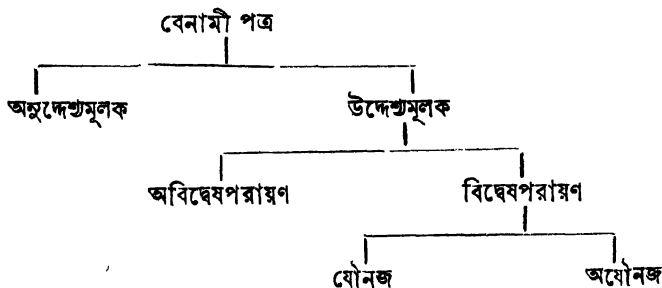 বেনামী পত্র
অনুদ্দেশ্যমূলক উদ্দেশ্যমূলক
অবিদ্বেষপরায়ণ বিদ্বেষপরায়ণ
যৌনজ অযৌনজ